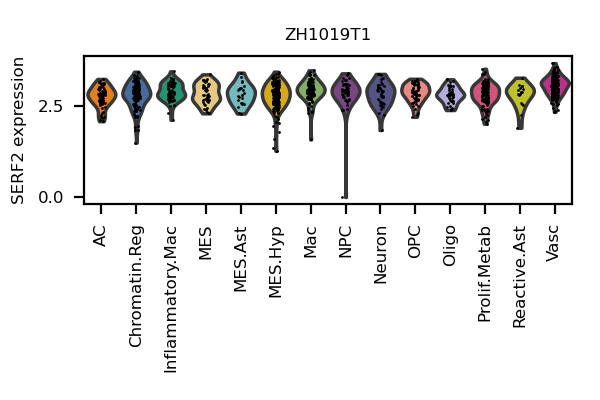 ZH1019T1
SERF2 expression
2.5
0.0
AC
Chromatin.Reg
Inflammatory.Mac
MES
MES.Ast
MES.Hyp
Mac
NPC
Neuron
OPC
Oligo
Prolif.Metab
Reactive.Ast
Vasc